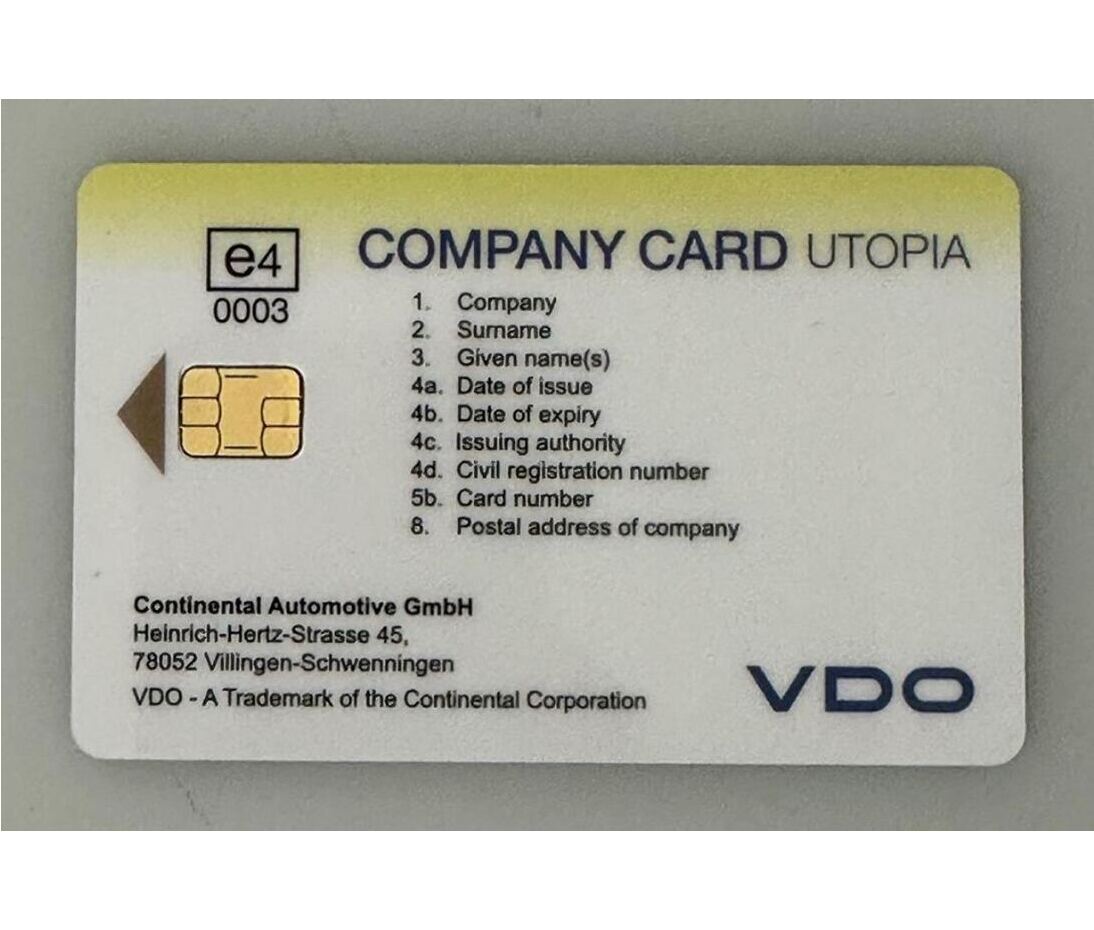 e4
0003
COMPANY CARD UTOPIA
1. Company
2. Surname
3. Given name(s)
4a. Date of issue
4b. Date of expiry
4c. Issuing authority
4d. Civil registration number
5b. Card number
8. Postal address of company
Continental Automotive GmbH
Heinrich-Hertz-Strasse 45,
78052 Villingen-Schwenningen
VDO - A Trademark of the Continental Corporation
VDO